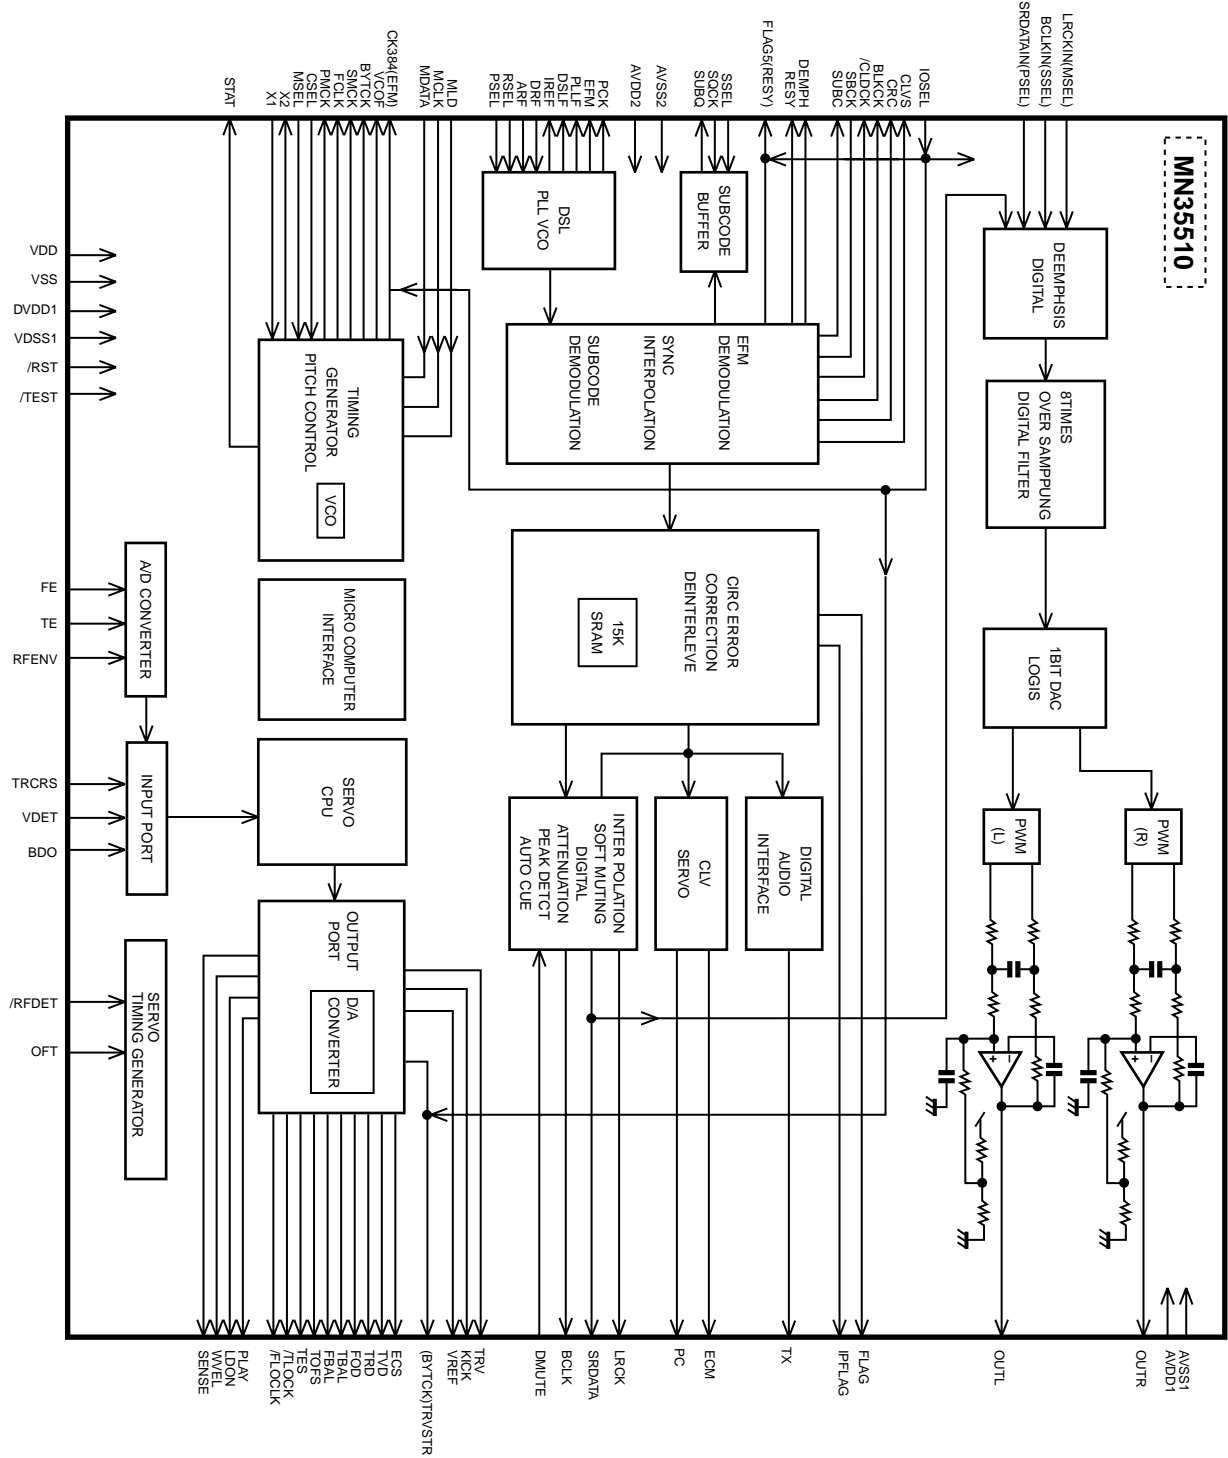 MN35510
LRCKIN(MSEL)
BCLKIN(SSEL)
SRDATAIN(PSEL)
IOSEL
CLVS
CRC
BLKCK
/CLDCK
SBCK
SUBC
DEMPH
RESY
FLAG5(RESY)
SSEL
SQCK
SUBQ
AVSS2
AVDD2
PCK
EFM
PLLF
DSLF
IREF
DRF
ARF
RSEL
PSEL
MLD
MCLK
MDATA
CK384(EFM)
VCOF
BYTCK
SMCK
FCLK
PMCK
CSEL
MSEL
X2
X1
STAT
DEEMPHSIS
DIGITAL
8TIMES
OVER SAMPPUNG
DIGITAL FILTER
1BIT DAC
LOGIS
PWM
(R)
PWM
(L)
+
−
+
−
SUBCODE
BUFFER
DSL
PLL VCO
EFM
DEMODULATION
SYNC
INTERPOLATION
SUBCODE
DEMODULATION
TIMING
GENERATOR
PITCH CONTROL
VCO
CIRC ERROR
CORRECTION
DEINTERLEVE
15K
SRAM
MICRO COMPUTER
INTERFACE
DIGITAL
AUDIO
INTERFACE
CLV
SERVO
INTER POLATION
SOFT MUTING
DIGITAL
ATTENUATION
PEAK DETCT
AUTO CUE
SERVO
CPU
OUTPUT
PORT
D/A
CONVERTER
A/D CONVERTER
INPUT PORT
SERVO
TIMING GENERATOR
VDD
VSS
DVDD1
VDSS1
/RST
/TEST
FE
TE
RFENV
TRCRS
VDET
BDO
/RFDET
OFT
AVSS1
AVDD1
OUTR
OUTL
FLAG
IPFLAG
TX
ECM
PC
LRCK
SRDATA
BCLK
DMUTE
TRV
KICK
VREF
(BYTCK)TRVSTR
ECS
TVD
TRD
FOD
TBAL
FBAL
TOFS
TES
/TLOCK
/FLOCLK
PLAY
LDON
WVEL
SENSE